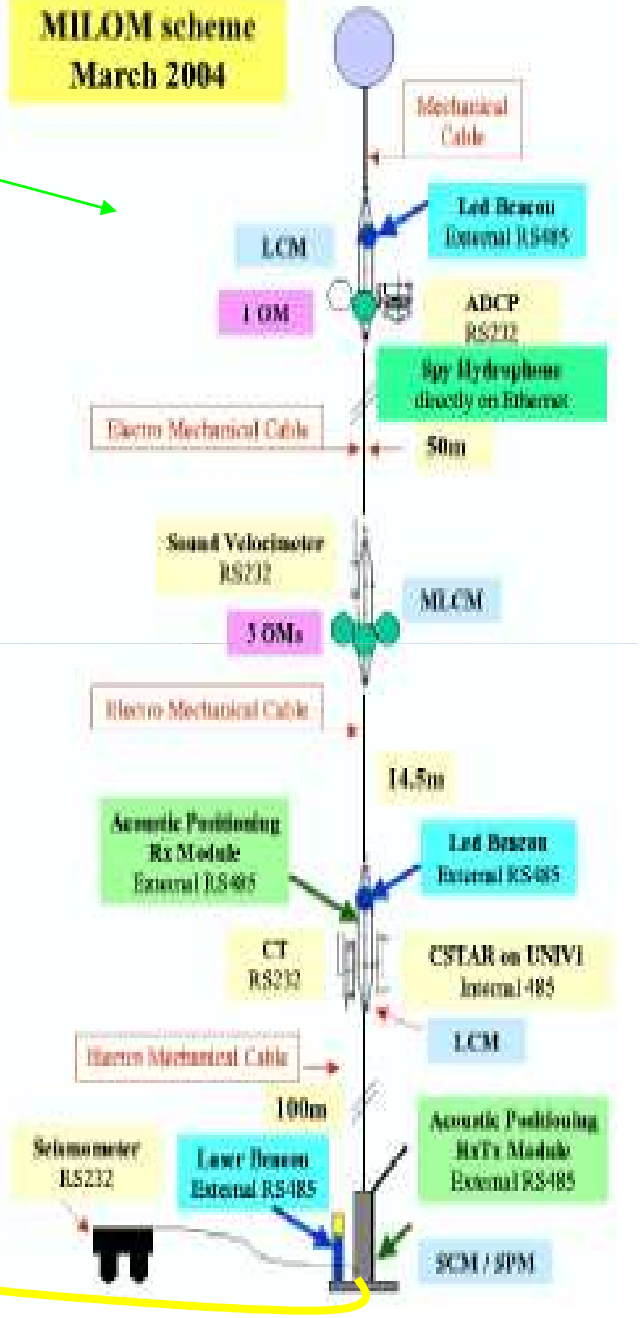 MILOM scheme
March 2004
Mechanical
Cable
Led Beacon
External RS485
LCM
1 OM
ADCP
RS232
Spy Hydrophone
directly on Ethernet
Electro Mechanical Cable
50m
Sound Velocimeter
RS232
MLCM
3 OMs
Electro Mechanical Cable
14.5m
Acoustic Positioning
Rx Module
External RS485
Led Beacon
External RS485
CT
RS232
CSTAR on UNIV1
Internal 485
LCM
Electro Mechanical Cable
100m
Acoustic Positioning
RxTx Module
External RS485
Seismometer
RS232
Laser Beacon
External RS485
SCM / SPM